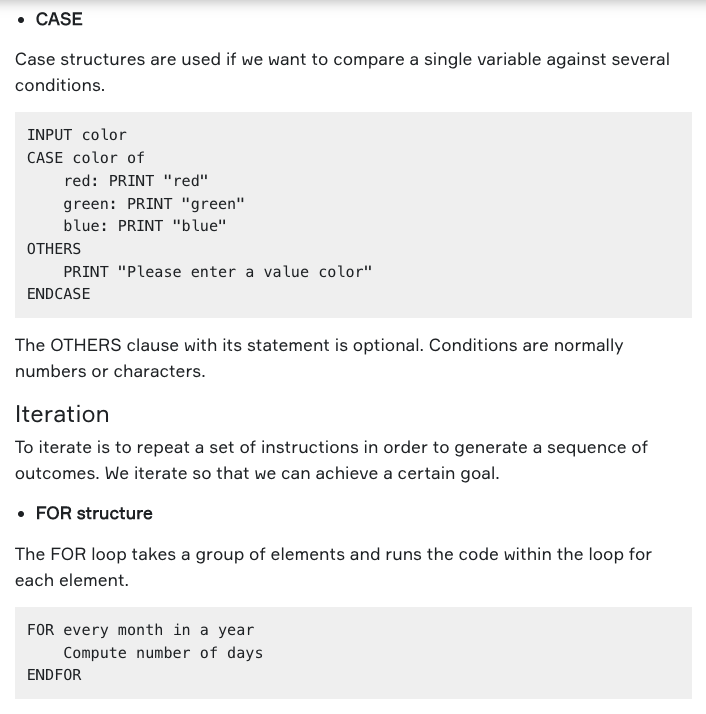 • CASE
Case structures are used if we want to compare a single variable against several
conditions.
INPUT color
CASE color of
    red: PRINT "red"
    green: PRINT "green"
    blue: PRINT "blue"
OTHERS
    PRINT "Please enter a value color"
ENDCASE
The OTHERS clause with its statement is optional. Conditions are normally
numbers or characters.
Iteration
To iterate is to repeat a set of instructions in order to generate a sequence of
outcomes. We iterate so that we can achieve a certain goal.
• FOR structure
The FOR loop takes a group of elements and runs the code within the loop for
each element.
FOR every month in a year
    Compute number of days
ENDFOR